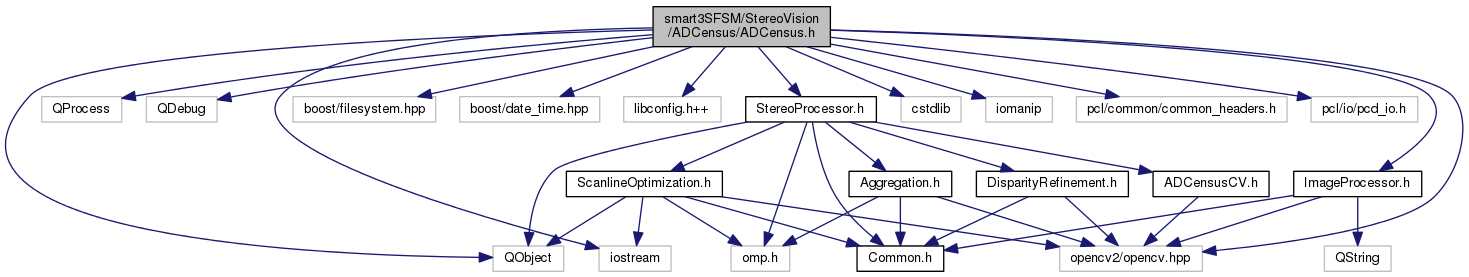 smart3SFSM/StereoVision
/ADCensus/ADCensus.h
QProcess
QDebug
boost/filesystem.hpp
boost/date_time.hpp
libconfig.h++
StereoProcessor.h
cstdlib
iomanip
pcl/common/common_headers.h
pcl/io/pcd_io.h
ScanlineOptimization.h
Aggregation.h
DisparityRefinement.h
ADCensusCV.h
ImageProcessor.h
QObject
iostream
omp.h
Common.h
opencv2/opencv.hpp
QString